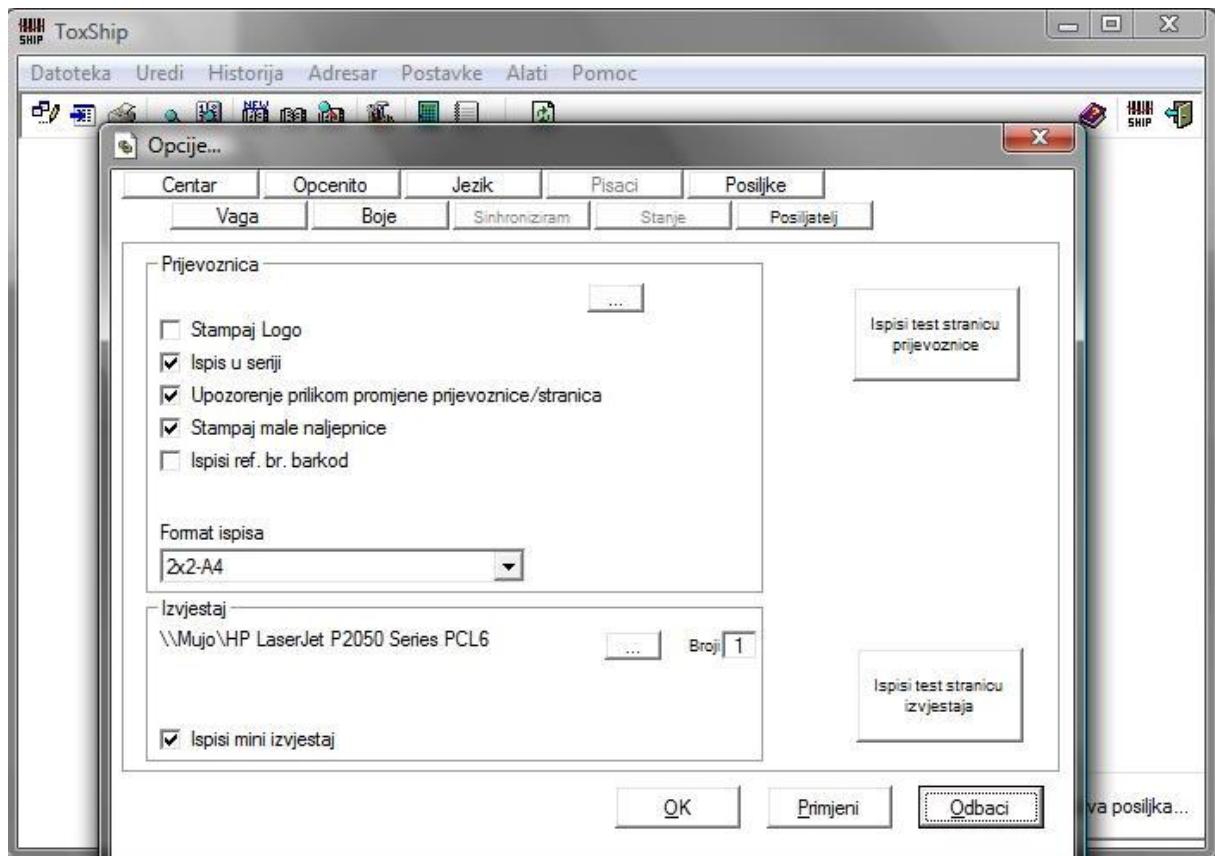 SHIP ToxShip
Datoteka Uredi Historija Adresar Postavke Alati Pomoc
NEW
SHIP
Opcije...
Centar Opcenito Jezik Pisaci Posiljke
Vaga Boje Sinhroniziram Stanje Posiljatelj
Prijevoznica
...
Stampaj Logo
Ispis u seriji
Upozorenje prilikom promjene prijevoznice/stranica
Stampaj male naljepnice
Ispisi ref. br. barkod
Format ispisa
2x2-A4
Ispisi test stranicu
prijevoznice
Izvjestaj
\\Mujo\HP LaserJet P2050 Series PCL6
...
Broji 1
Ispisi mini izvjestaj
Ispisi test stranicu
izvjestaja
OK Primjeni Odbaci
va posiljka...